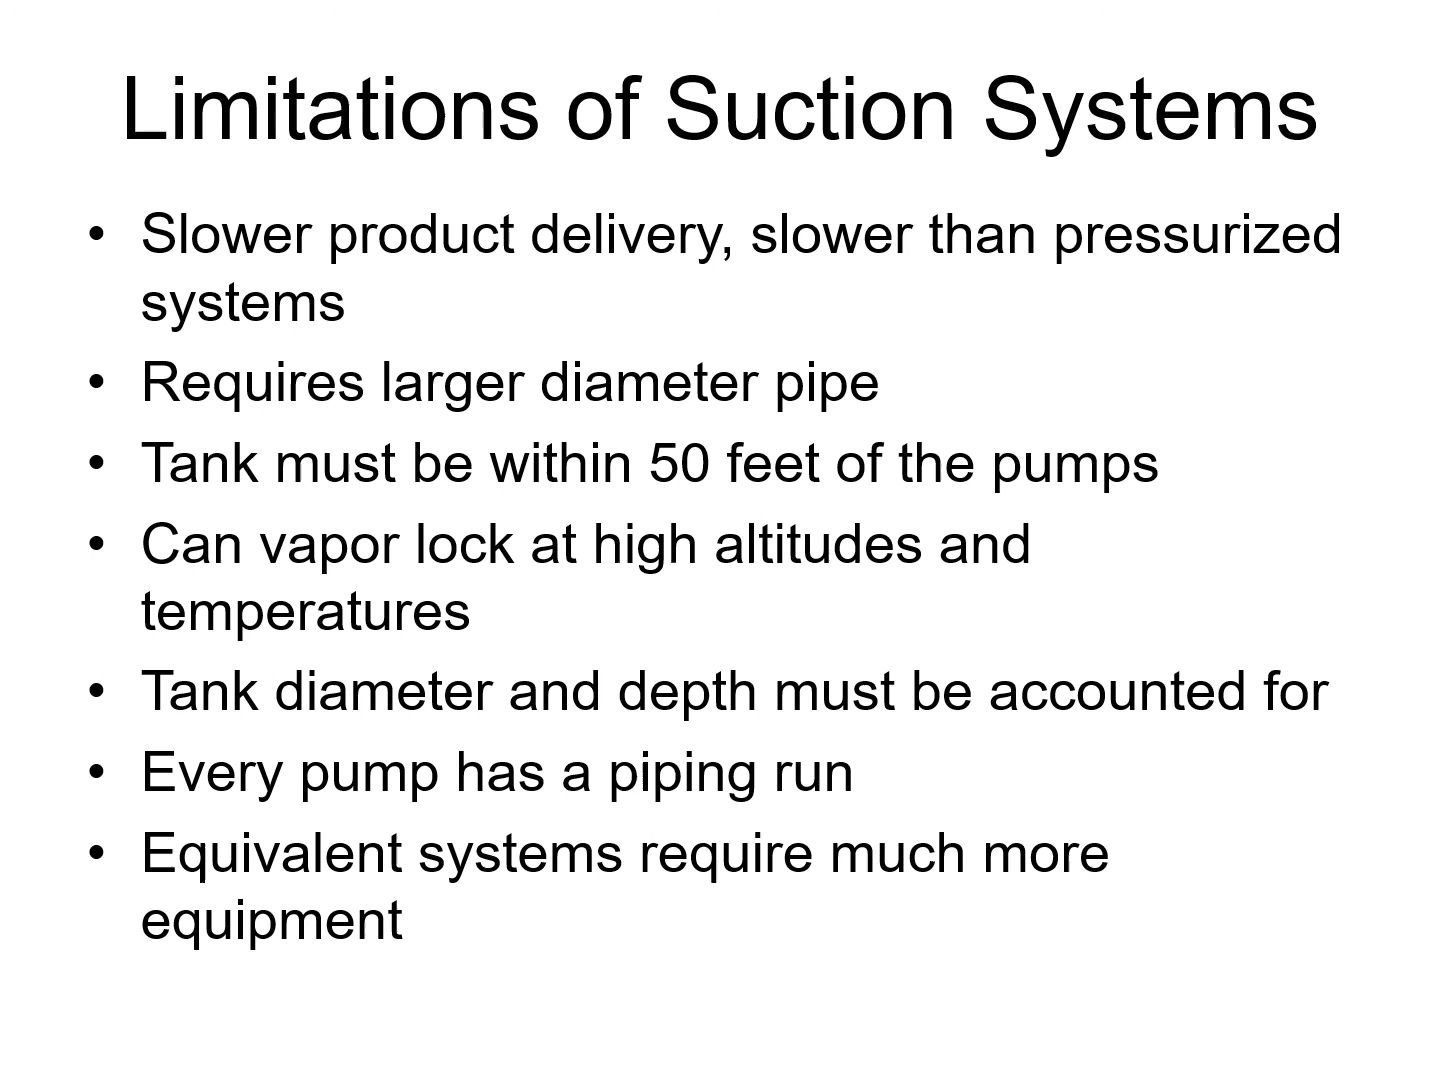 Limitations of Suction Systems
• Slower product delivery, slower than pressurized
systems
• Requires larger diameter pipe
• Tank must be within 50 feet of the pumps
• Can vapor lock at high altitudes and
temperatures
• Tank diameter and depth must be accounted for
• Every pump has a piping run
• Equivalent systems require much more
equipment